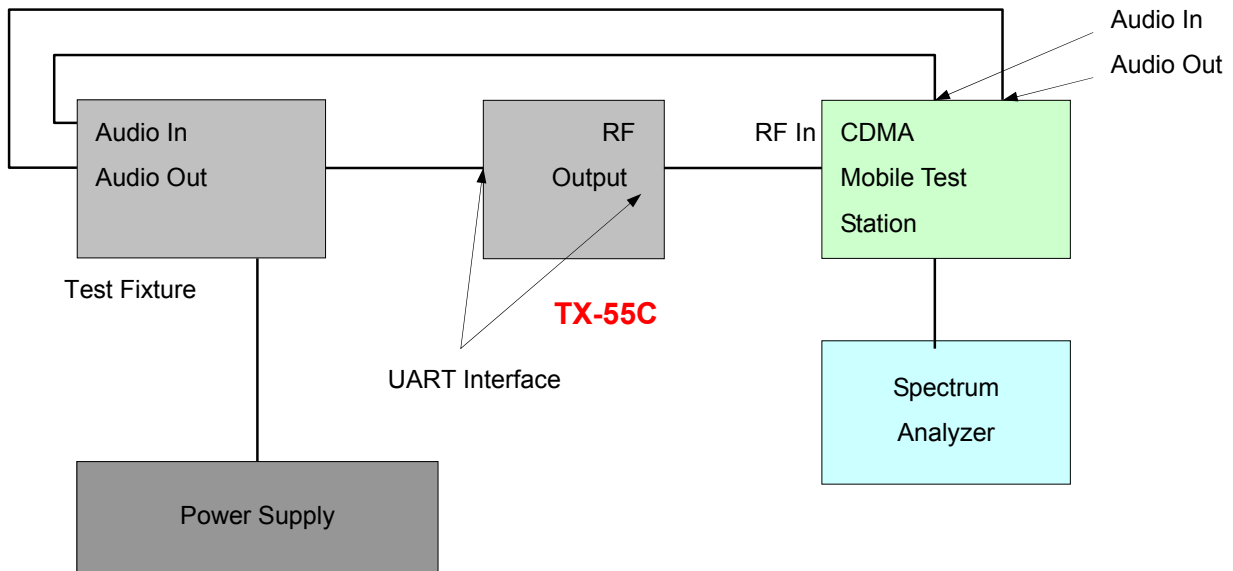 Audio In
Audio Out
Audio In
Audio Out
RF
Output
RF In
CDMA
Mobile Test
Station
Test Fixture
TX-55C
UART Interface
Spectrum
Analyzer
Power Supply